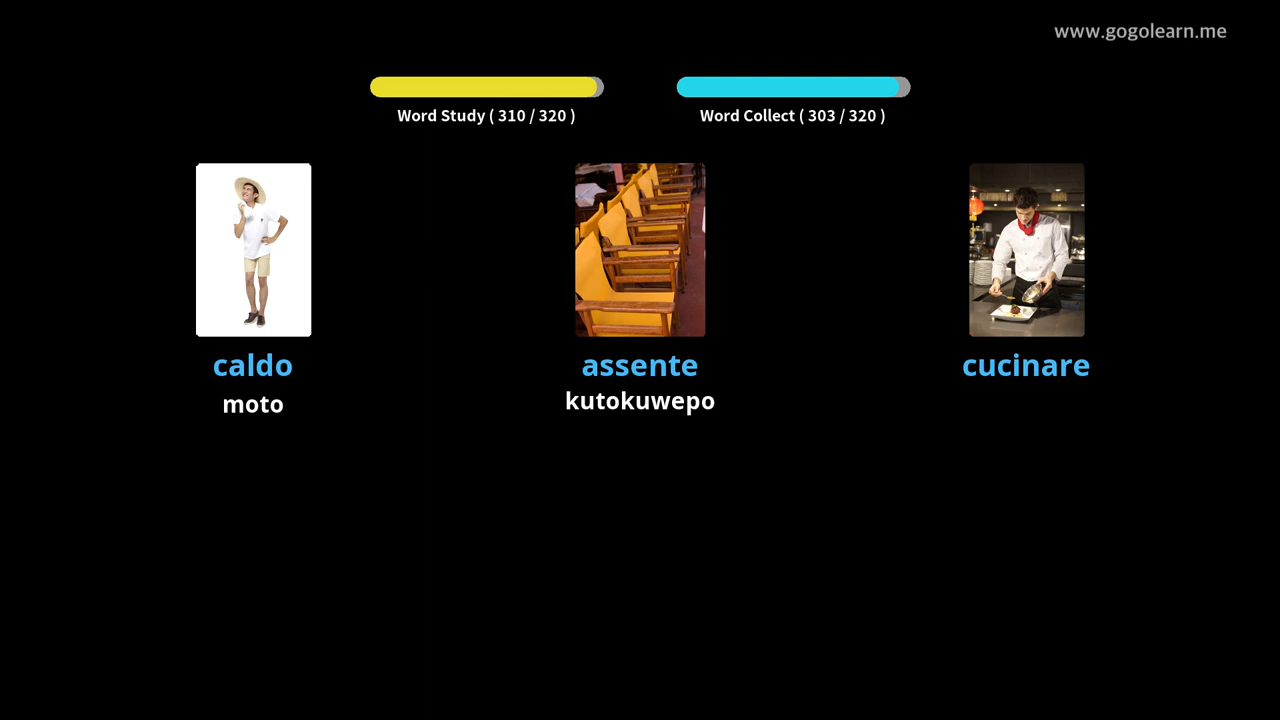 www.gogolearn.me
Word Study ( 310 / 320 )
Word Collect ( 303 / 320 )
caldo
assente
cucinare
moto
kutokuwepo